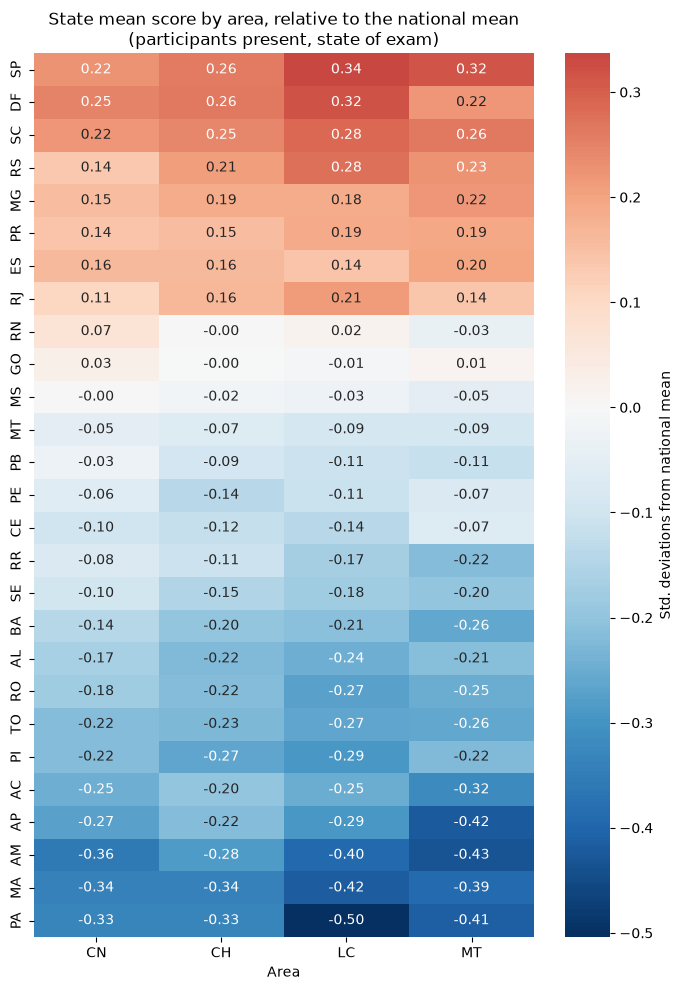 State mean score by area, relative to the national mean
(participants present, state of exam)
SP 0.22 0.26 0.34 0.32
DF 0.25 0.26 0.32 0.22
SC 0.22 0.25 0.28 0.26
RS 0.14 0.21 0.28 0.23
MG 0.15 0.19 0.18 0.22
PR 0.14 0.15 0.19 0.19
ES 0.16 0.16 0.14 0.20
RJ 0.11 0.16 0.21 0.14
RN 0.07 -0.00 0.02 -0.03
GO 0.03 -0.00 -0.01 0.01
MS -0.00 -0.02 -0.03 -0.05
MT -0.05 -0.07 -0.09 -0.09
PB -0.03 -0.09 -0.11 -0.11
PE -0.06 -0.14 -0.11 -0.07
CE -0.10 -0.12 -0.14 -0.07
RR -0.08 -0.11 -0.17 -0.22
SE -0.10 -0.15 -0.18 -0.20
BA -0.14 -0.20 -0.21 -0.26
AL -0.17 -0.22 -0.24 -0.21
RO -0.18 -0.22 -0.27 -0.25
TO -0.22 -0.23 -0.27 -0.26
PI -0.22 -0.27 -0.29 -0.22
AC -0.25 -0.20 -0.25 -0.32
AP -0.27 -0.22 -0.29 -0.42
AM -0.36 -0.28 -0.40 -0.43
MA -0.34 -0.34 -0.42 -0.39
PA -0.33 -0.33 -0.50 -0.41
CN CH LC MT
Area
0.3
0.2
0.1
0.0
−0.1
−0.2
−0.3
−0.4
−0.5
Std. deviations from national mean